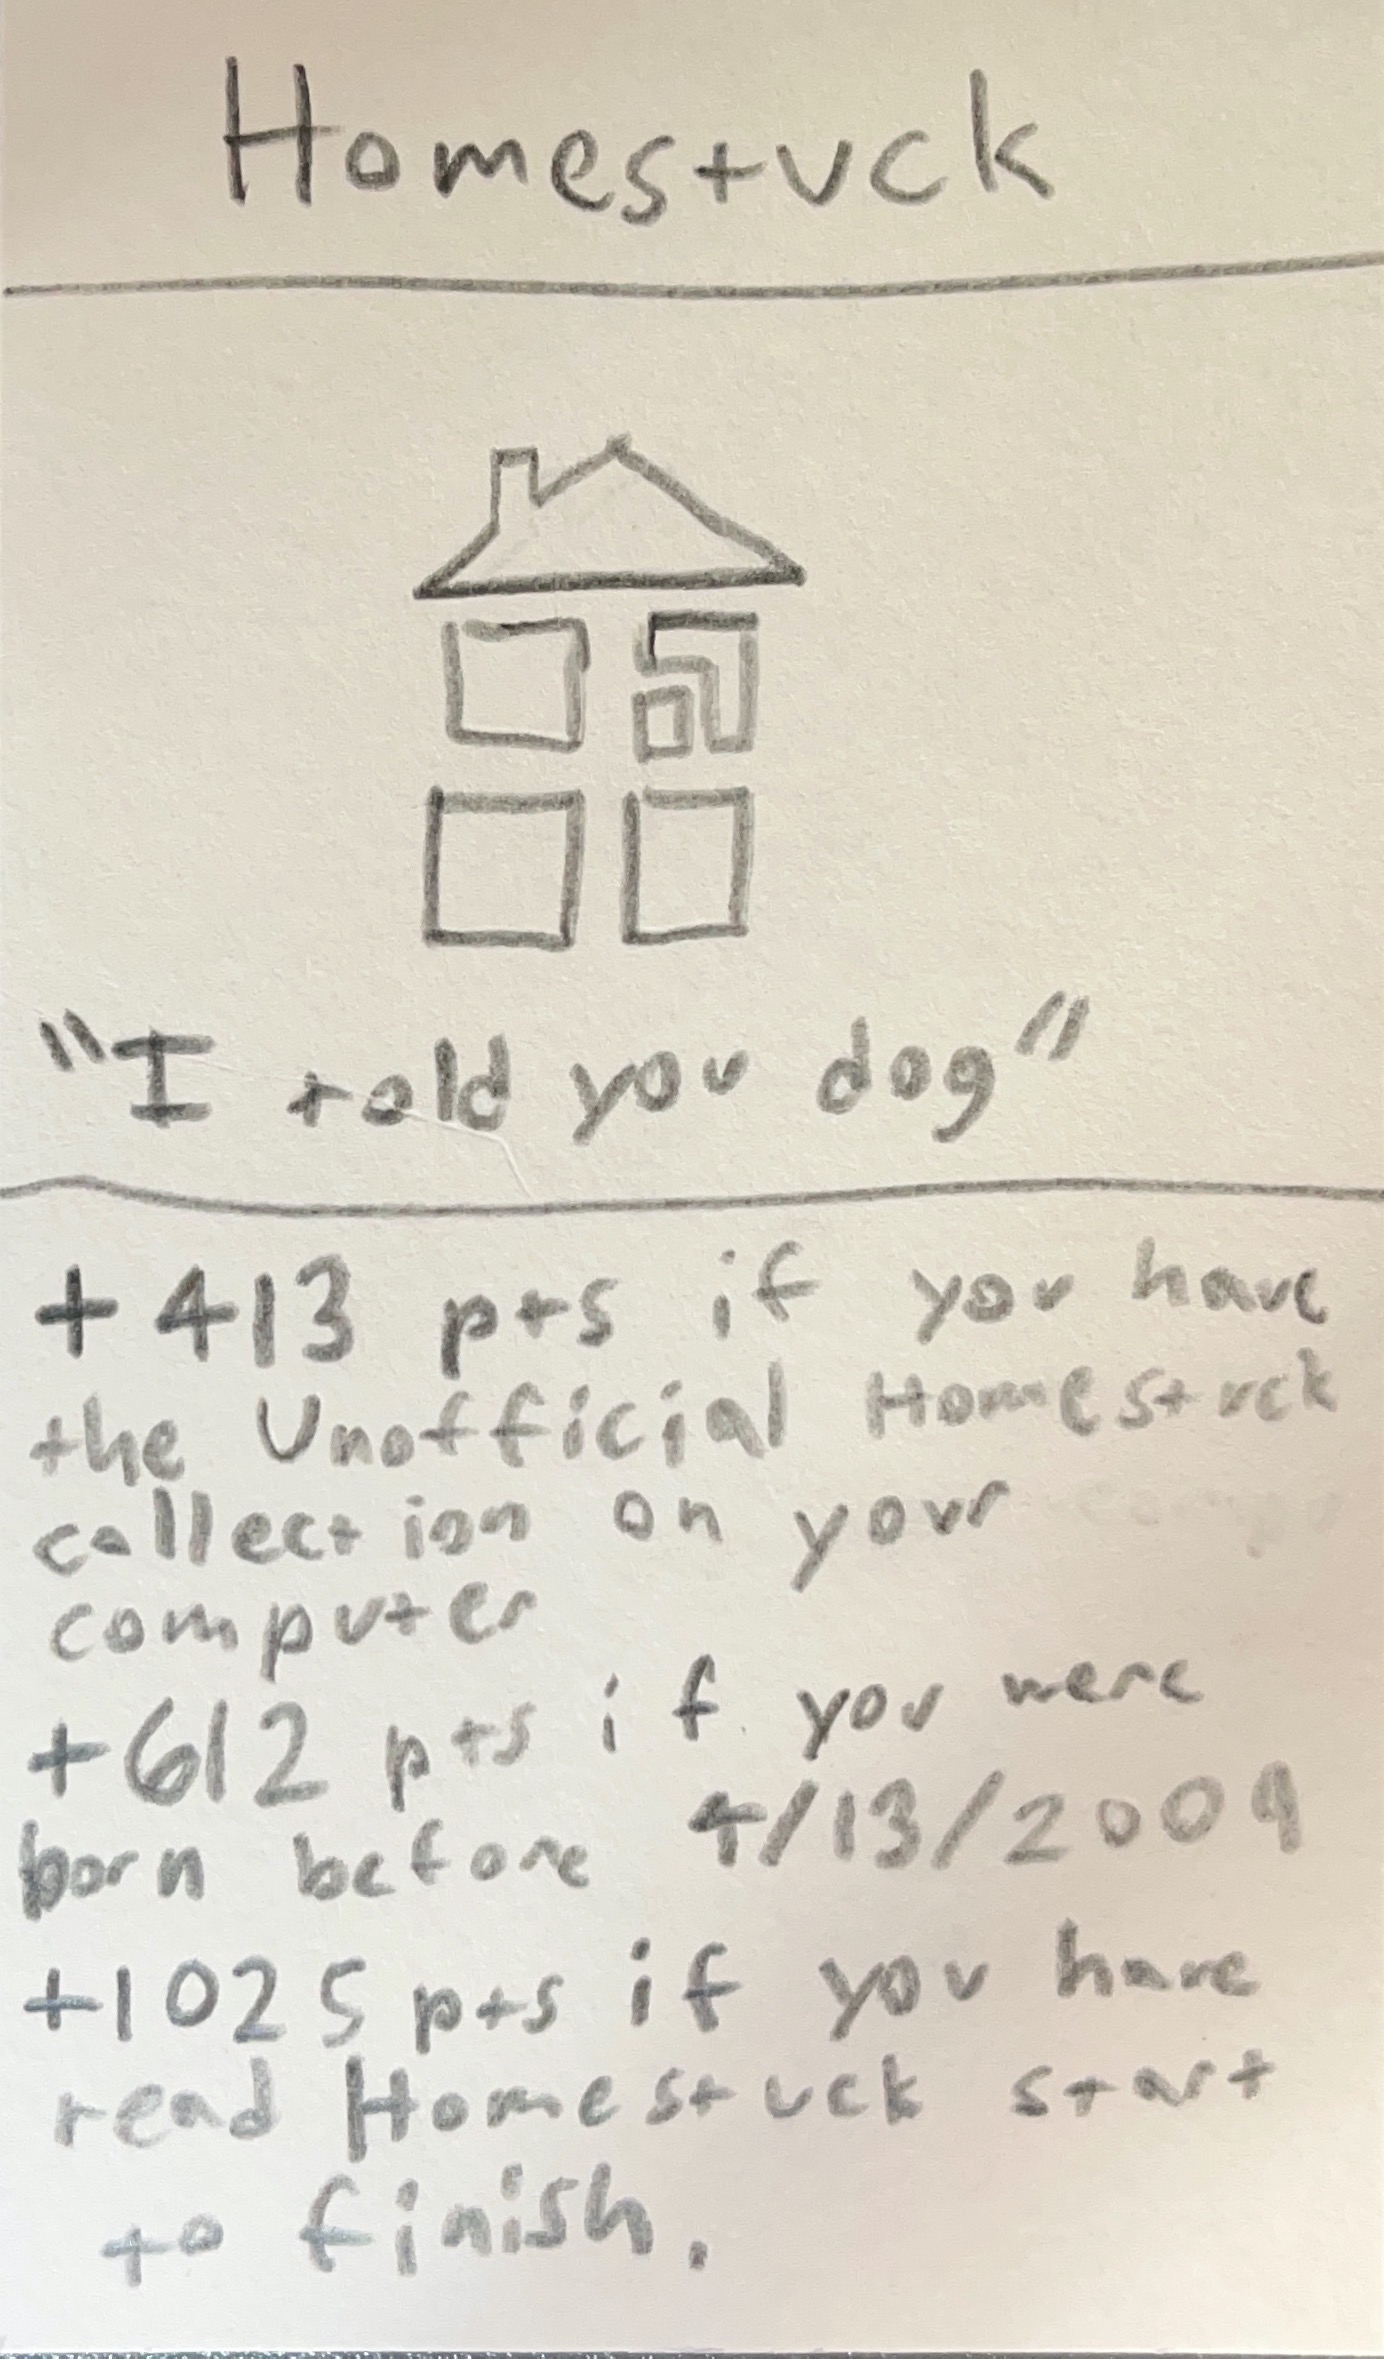 Homestuck
"I told you dog"
+413 pts if you have
the Unofficial Homestuck
collection on your compu
computer
+612 pts if you were
born before 4/13/2009
+1025 pts if you have
read Homestuck start
to finish.